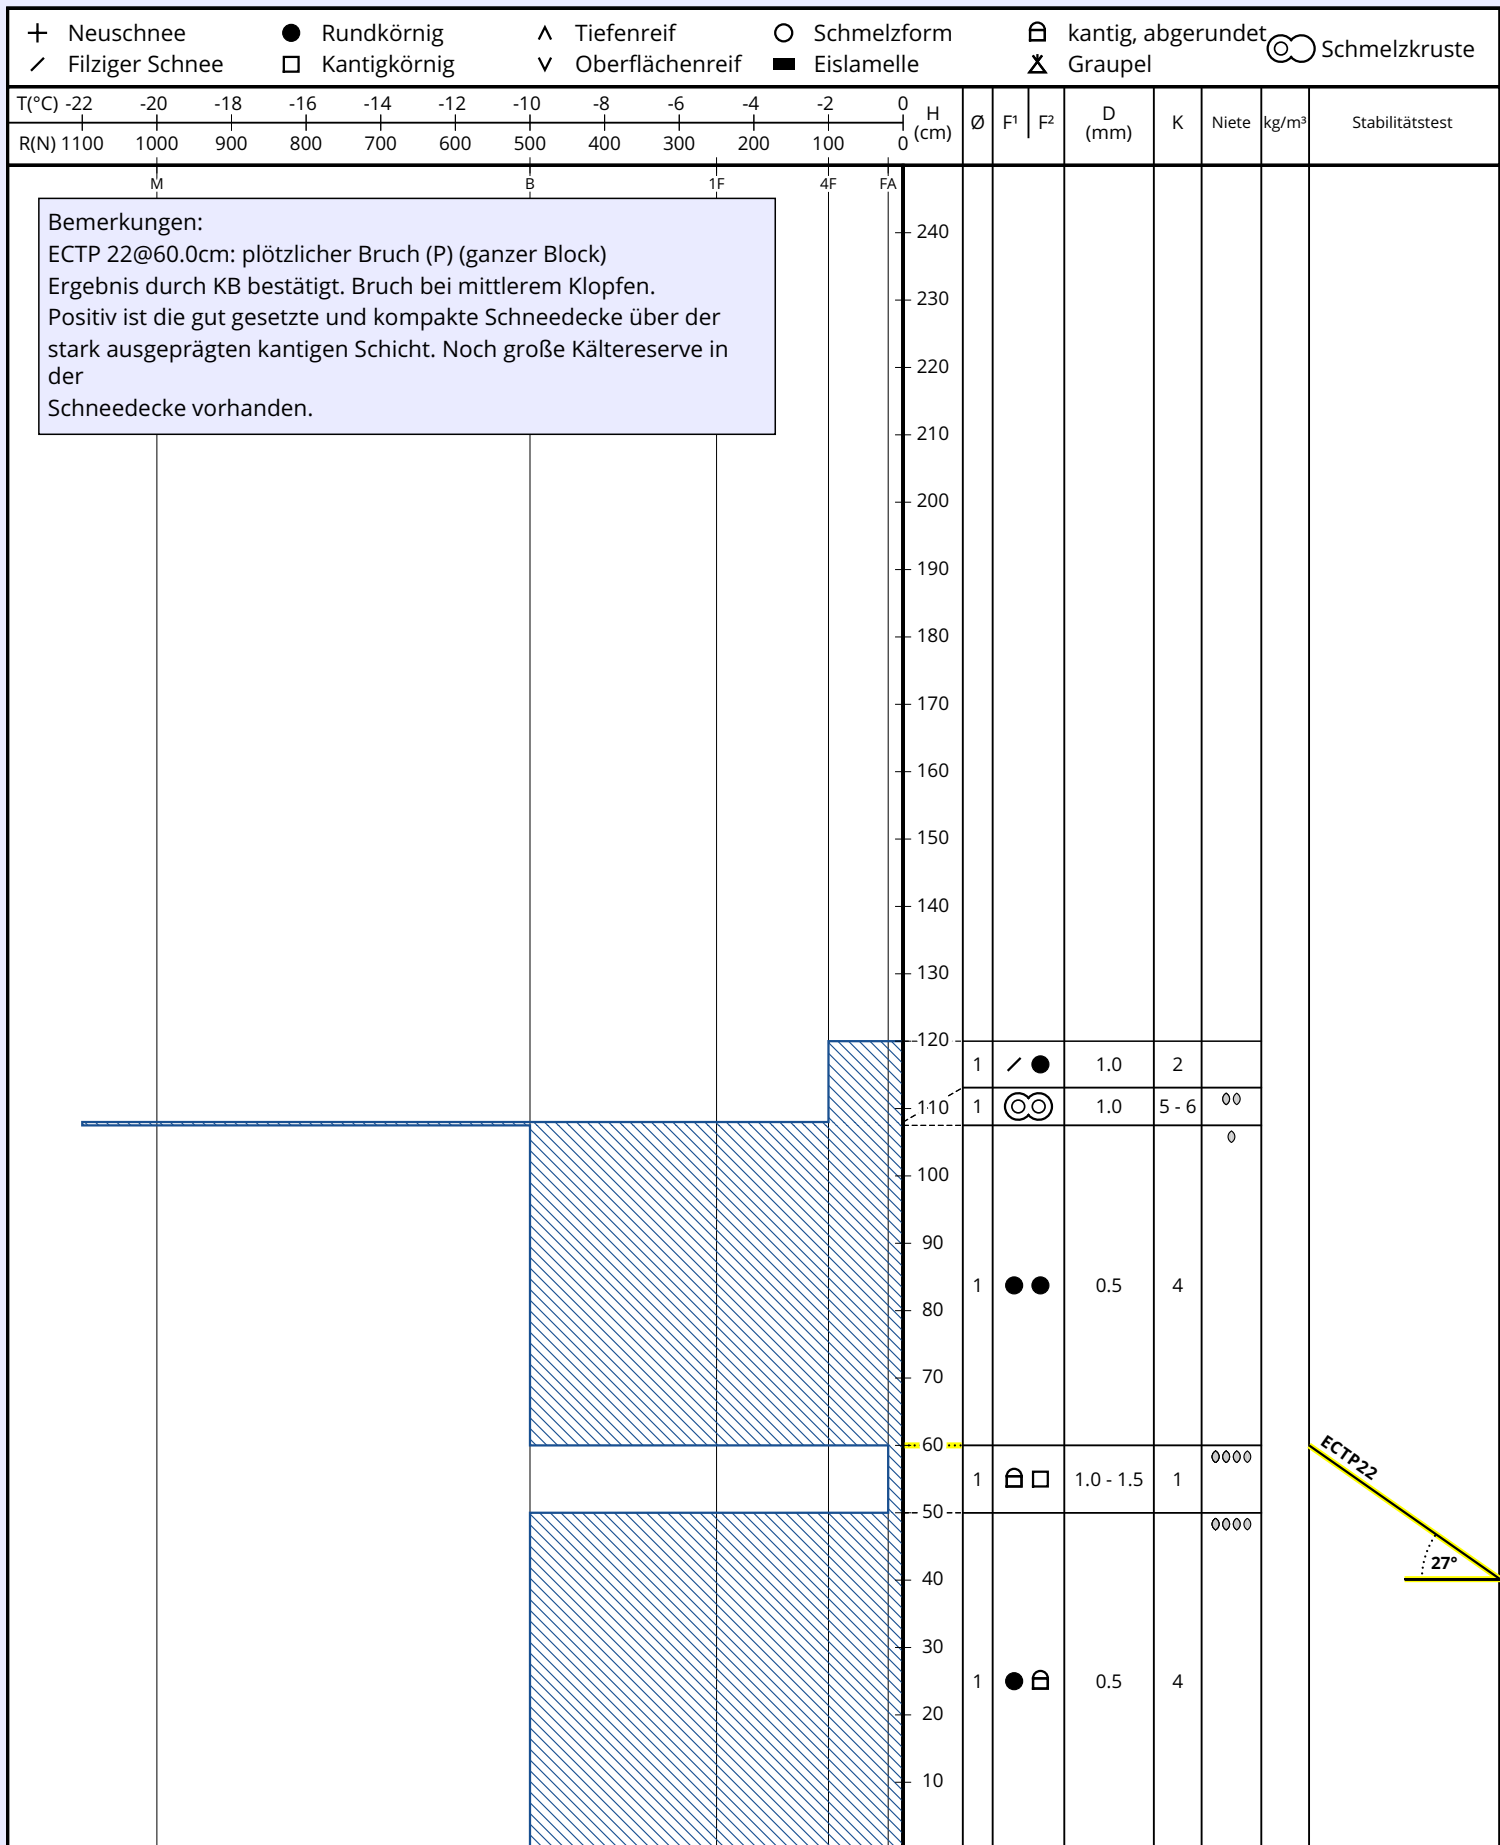 Neuschnee Rundkörnig Tiefenreif Schmelzform kantig, abgerundet Schmelzkruste
Filziger Schnee Kantigkörnig Oberflächenreif Eislamelle Graupel
T(°C) -22 -20 -18 -16 -14 -12 -10 -8 -6 -4 -2 0
R(N) 1100 1000 900 800 700 600 500 400 300 200 100 0
H (cm) Ø F¹ F² D (mm) K Niete kg/m³ Stabilitätstest
M B 1F 4F FA
Bemerkungen:
ECTP 22@60.0cm: plötzlicher Bruch (P) (ganzer Block)
Ergebnis durch KB bestätigt. Bruch bei mittlerem Klopfen.
Positiv ist die gut gesetzte und kompakte Schneedecke über der
stark ausgeprägten kantigen Schicht. Noch große Kältereserve in
der
Schneedecke vorhanden.
240
230
220
210
200
190
180
170
160
150
140
130
120
1 1.0 2
110
1 1.0 5 - 6
100
90
1 0.5 4
80
70
60
ECTP22
1 1.0 - 1.5 1
50
27°
40
30
1 0.5 4
20
10